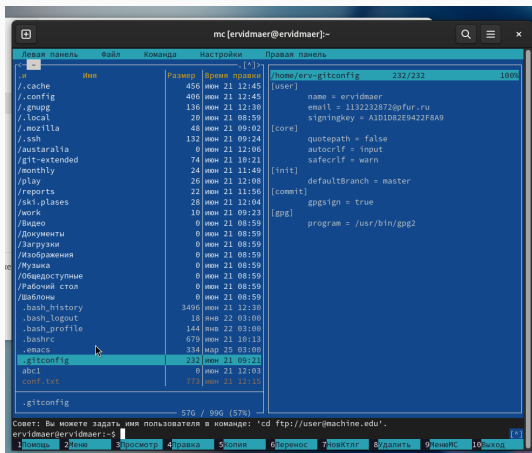 mc [ervidmaer@ervidmaer]:~
Левая панель Файл Команда Настройки Правая панель
<- ~ .[^]>
.и Имя Размер Время правки
/.cache 456 июн 21 12:45
/.config 406 июн 21 12:45
/.gnupg 136 июн 21 12:30
/.local 20 июн 21 08:59
/.mozilla 48 июн 21 09:02
/.ssh 132 июн 21 09:24
/austaralia 0 июн 21 12:06
/git-extended 74 июн 21 10:21
/monthly 24 июн 21 11:49
/play 26 июн 21 12:08
/reports 22 июн 21 11:56
/ski.plases 28 июн 21 12:04
/work 10 июн 21 09:23
/Видео 0 июн 21 08:59
/Документы 0 июн 21 08:59
/Загрузки 0 июн 21 08:59
/Изображения 0 июн 21 08:59
/Музыка 0 июн 21 08:59
/Общедоступные 0 июн 21 08:59
/Рабочий стол 0 июн 21 08:59
/Шаблоны 0 июн 21 08:59
.bash_history 3496 июн 21 12:30
.bash_logout 18 янв 22 03:00
.bash_profile 144 янв 22 03:00
.bashrc 679 июн 21 10:13
.emacs 334 мар 25 03:00
.gitconfig 232 июн 21 09:21
abc1 0 июн 21 12:03
conf.txt 773 июн 21 12:15
.gitconfig
57G / 99G (57%)
/home/erv~gitconfig 232/232 100%
[user]
name = ervidmaer
email = 1132232872@pfur.ru
signingkey = A1D1D82E9422F8A9
[core]
quotepath = false
autocrlf = input
safecrlf = warn
[init]
defaultBranch = master
[commit]
gpgsign = true
[gpg]
program = /usr/bin/gpg2
Совет: Вы можете задать имя пользователя в команде: 'cd ftp://user@machine.edu'.
ervidmaer@ervidmaer:~$ [^]
1Помощь 2Меню 3Просмотр 4Правка 5Копия 6Перенос 7НовКтлг 8Удалить 9МенюMC 10Выход